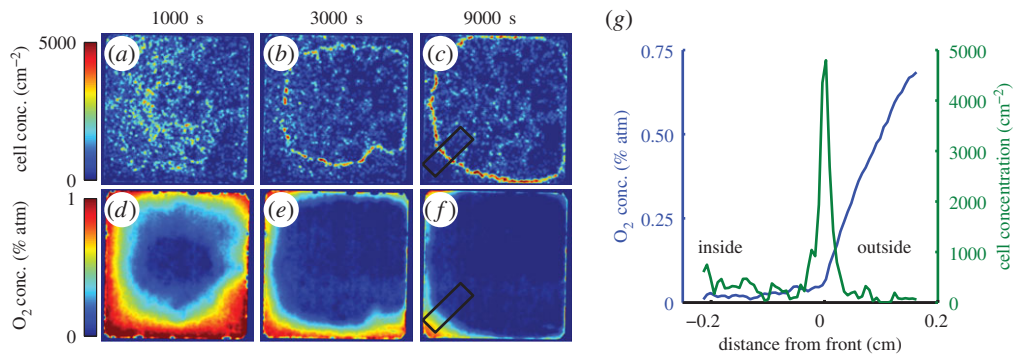 1000 s
3000 s
9000 s
(g)
5000
cell conc. (cm⁻²)
0
(a)
(b)
(c)
1
O₂ conc. (% atm)
0
(d)
(e)
(f)
0.75
0.50
0.25
0
O₂ conc. (% atm)
inside
outside
5000
4000
3000
2000
1000
0
cell concentration (cm⁻²)
−0.2
0
0.2
distance from front (cm)